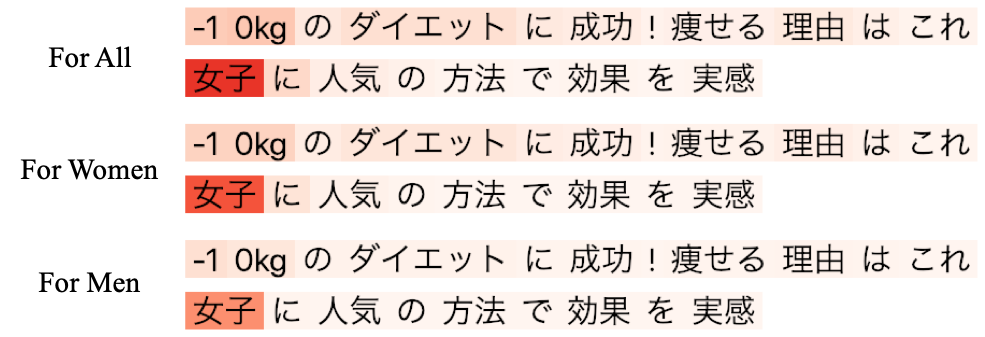 For All
-1 0kg の ダイエット に 成功 ! 痩せる 理由 は これ
女子 に 人気 の 方法 で 効果 を 実感
For Women
-1 0kg の ダイエット に 成功 ! 痩せる 理由 は これ
女子 に 人気 の 方法 で 効果 を 実感
For Men
-1 0kg の ダイエット に 成功 ! 痩せる 理由 は これ
女子 に 人気 の 方法 で 効果 を 実感